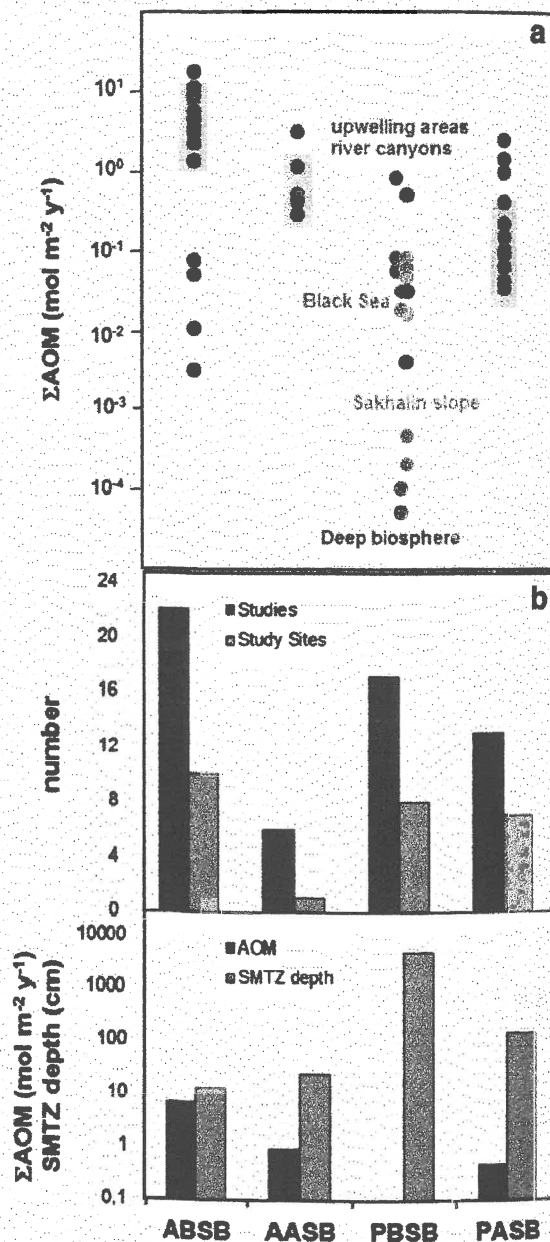 a
10¹
10⁰
10⁻¹
10⁻²
10⁻³
10⁻⁴
ΣAOM (mol m⁻² y⁻¹)
upwelling areas
river canyons
Black Sea
Sakhalin slope
Deep biosphere
b
24
20
16
12
8
4
0
number
Studies
Study Sites
10000
1000
100
10
1
0,1
ΣAOM (mol m⁻² y⁻¹)
SMTZ depth (cm)
AOM
SMTZ depth
ABSB AASB PBSB PASB